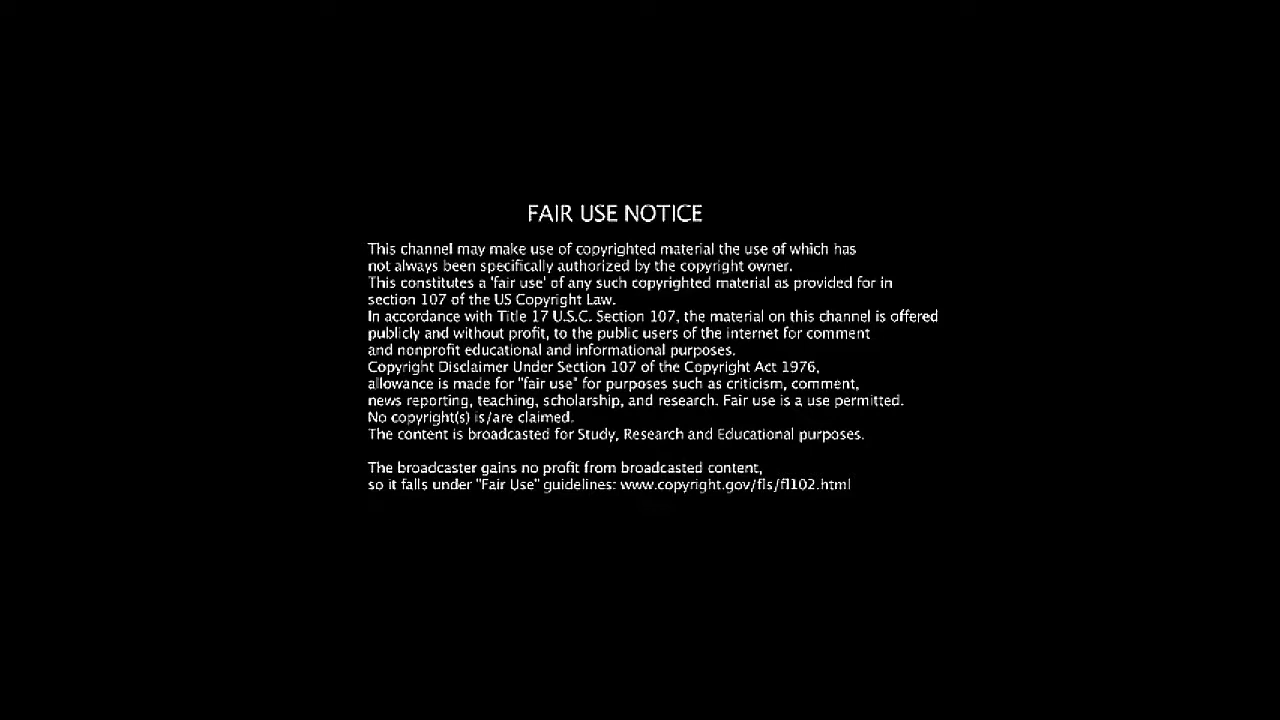 FAIR USE NOTICE
This channel may make use of copyrighted material the use of which has
not always been specifically authorized by the copyright owner.
This constitutes a 'fair use' of any such copyrighted material as provided for in
section 107 of the US Copyright Law.
In accordance with Title 17 U.S.C. Section 107, the material on this channel is offered
publicly and without profit, to the public users of the internet for comment
and nonprofit educational and informational purposes.
Copyright Disclaimer Under Section 107 of the Copyright Act 1976,
allowance is made for "fair use" for purposes such as criticism, comment,
news reporting, teaching, scholarship, and research. Fair use is a use permitted.
No copyright(s) is/are claimed.
The content is broadcasted for Study, Research and Educational purposes.
The broadcaster gains no profit from broadcasted content,
so it falls under "Fair Use" guidelines: www.copyright.gov/fls/fl102.html